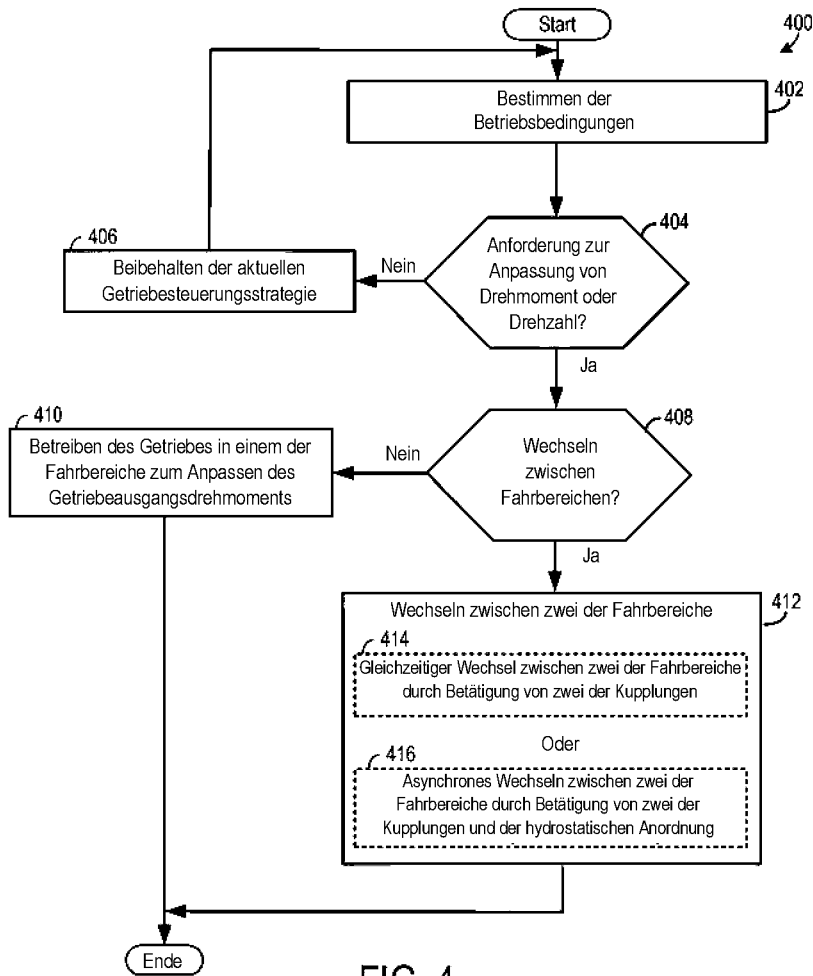 Start
400
402
Bestimmen der
Betriebsbedingungen
404
Anforderung zur
Anpassung von
Drehmoment oder
Drehzahl?
406
Nein
Beibehalten der aktuellen
Getriebesteuerungsstrategie
Ja
408
410
Wechseln
zwischen
Fahrbereichen?
Nein
Betreiben des Getriebes in einem der
Fahrbereiche zum Anpassen des
Getriebeausgangsdrehmoments
Ja
412
Wechseln zwischen zwei der Fahrbereiche
414
Gleichzeitiger Wechsel zwischen zwei der Fahrbereiche
durch Betätigung von zwei der Kupplungen
Oder
416
Asynchrones Wechseln zwischen zwei der
Fahrbereiche durch Betätigung von zwei der
Kupplungen und der hydrostatischen Anordnung
Ende
FIG. 4